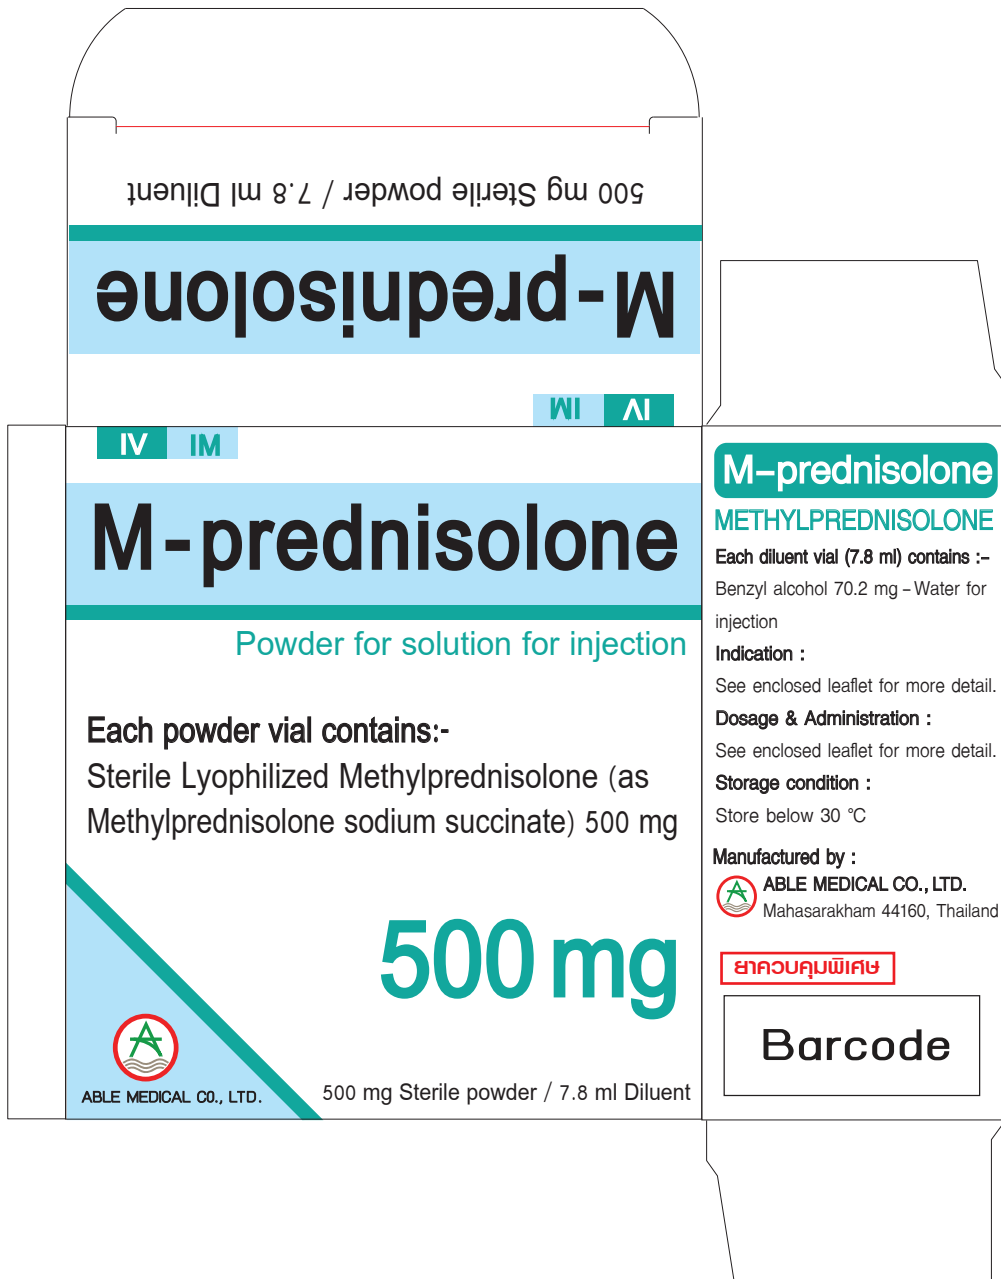 500 mg Sterile powder / 7.8 ml Diluent
M-prednisolone
IV IM
IV IM
M-prednisolone
Powder for solution for injection
Each powder vial contains:-
Sterile Lyophilized Methylprednisolone (as
Methylprednisolone sodium succinate) 500 mg
500 mg
ABLE MEDICAL CO., LTD.
500 mg Sterile powder / 7.8 ml Diluent
M-prednisolone
METHYLPREDNISOLONE
Each diluent vial (7.8 ml) contains :-
Benzyl alcohol 70.2 mg - Water for
injection
Indication :
See enclosed leaflet for more detail.
Dosage & Administration :
See enclosed leaflet for more detail.
Storage condition :
Store below 30 °C
Manufactured by :
ABLE MEDICAL CO., LTD.
Mahasarakham 44160, Thailand
ยาควบคุมพิเศษ
Barcode